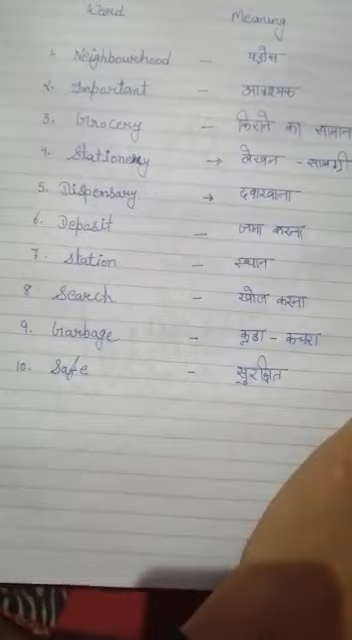 Word Meaning
1. Neighbourhood - पड़ोस
2. Important - आवश्यक
3. Grocery - किराने का सामान
4. Stationery → लेखन - सामग्री
5. Dispensary → दवाखाना
6. Deposit - जमा करना
7. Station - स्थान
8 Search - खोज करना
9. Garbage - कूडा - कचरा
10. Safe - सुरक्षित